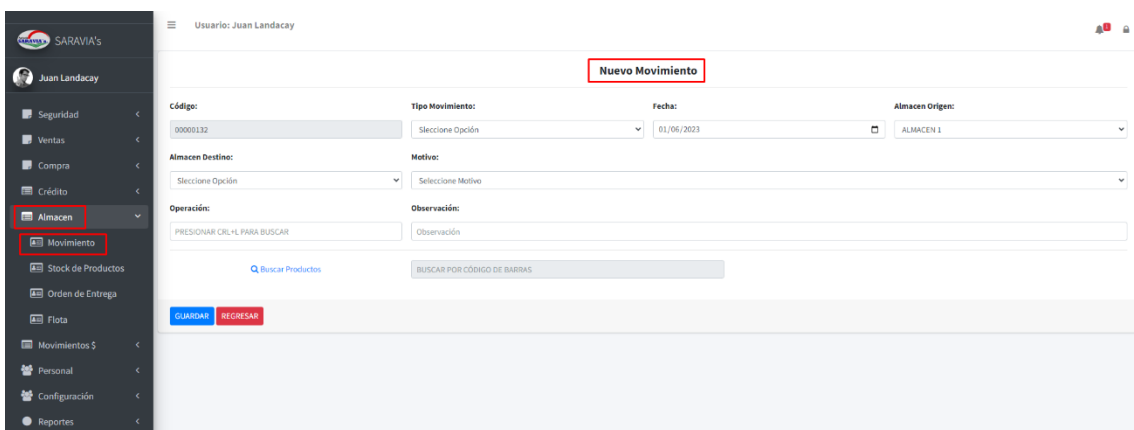 Usuario: Juan Landacay
SARAVIA's
Juan Landacay
Seguridad
Ventas
Compra
Crédito
Almacen
Movimiento
Stock de Productos
Orden de Entrega
Flota
Movimientos $
Personal
Configuración
Reportes
Nuevo Movimiento
Código: Tipo Movimiento: Fecha: Almacen Origen:
00000132 Sleccione Opción 01/06/2023 ALMACEN 1
Almacen Destino: Motivo:
Sleccione Opción Seleccione Motivo
Operación: Observación:
PRESIONAR CRL+L PARA BUSCAR Observación
Buscar Productos BUSCAR POR CÓDIGO DE BARRAS.
GUARDAR REGRESAR